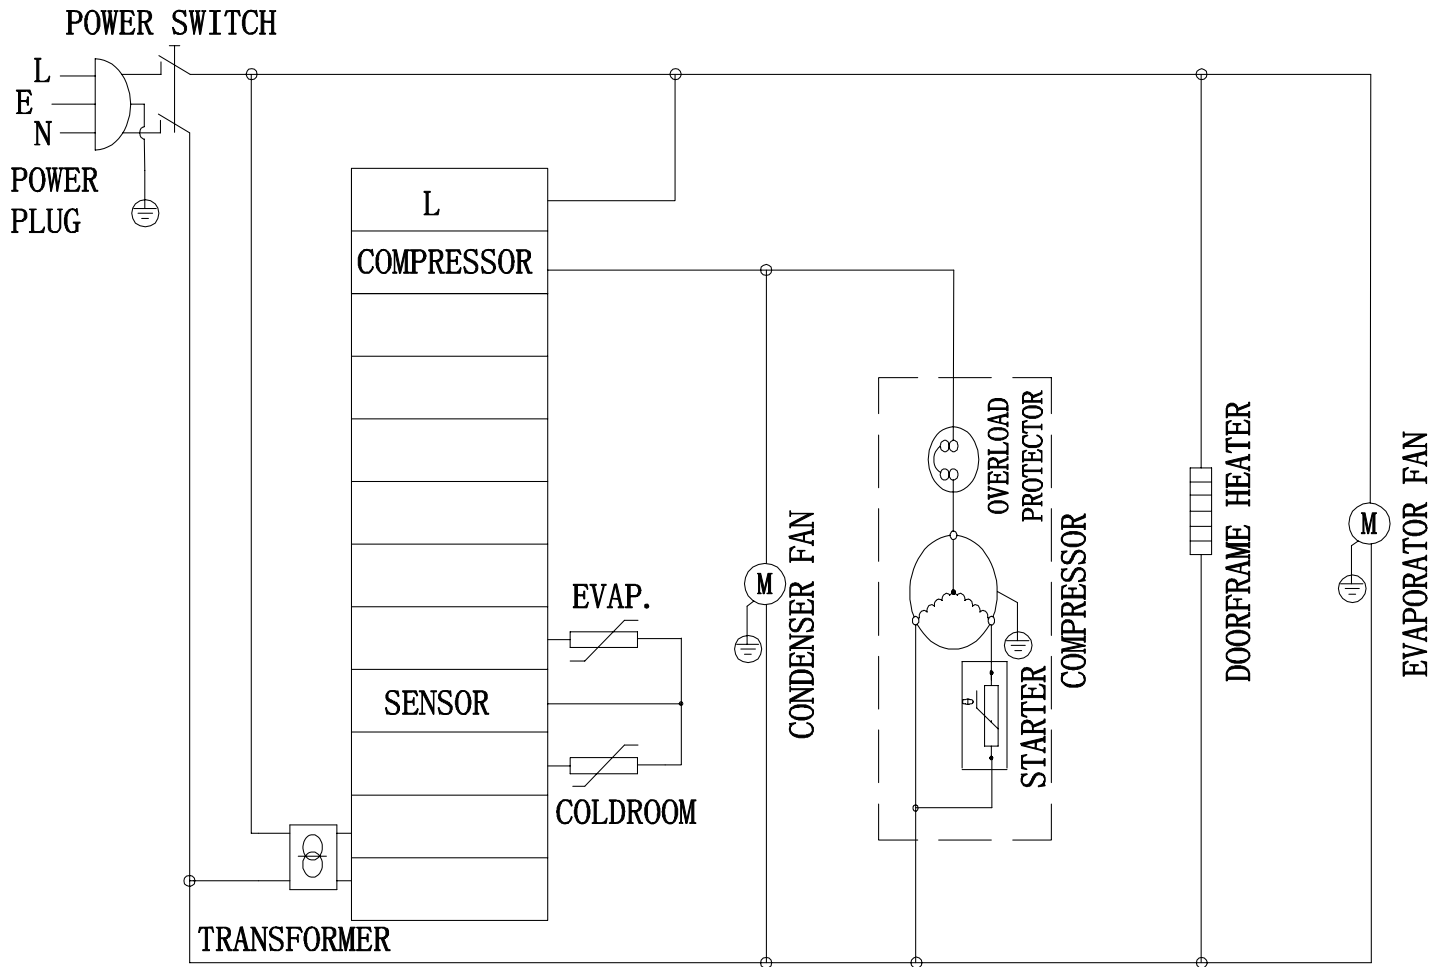 POWER SWITCH
L
E
N
POWER
PLUG
L
COMPRESSOR
EVAP.
SENSOR
COLDROOM
TRANSFORMER
M
CONDENSER FAN
OVERLOAD
PROTECTOR
COMPRESSOR
STARTER
θ
DOORFRAME HEATER
M
EVAPORATOR FAN